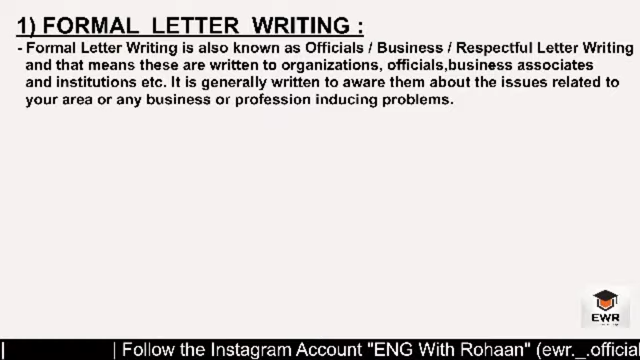 1) FORMAL LETTER WRITING :
- Formal Letter Writing is also known as Officials / Business / Respectful Letter Writing
and that means these are written to organizations, officials,business associates
and institutions etc. It is generally written to aware them about the issues related to
your area or any business or profession inducing problems.
EWR
| | Follow the Instagram Account "ENG With Rohaan" (ewr._.official